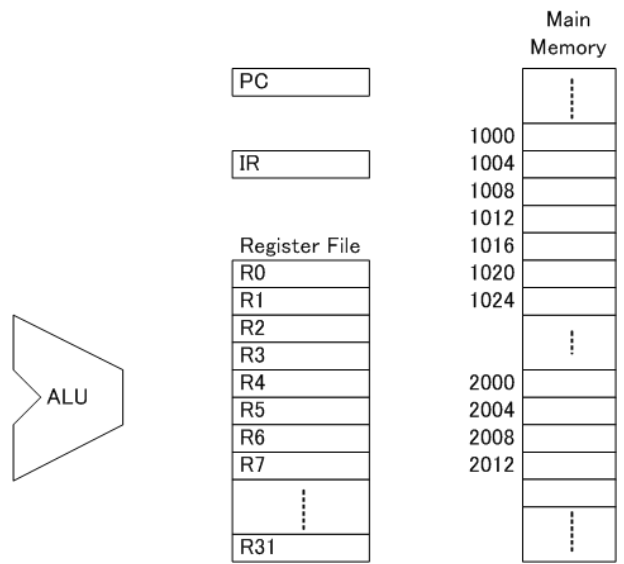 Main
Memory
PC
1000
IR
1004
1008
1012
Register File
1016
R0
1020
R1
1024
R2
R3
ALU
R4
2000
R5
2004
R6
2008
R7
2012
R31